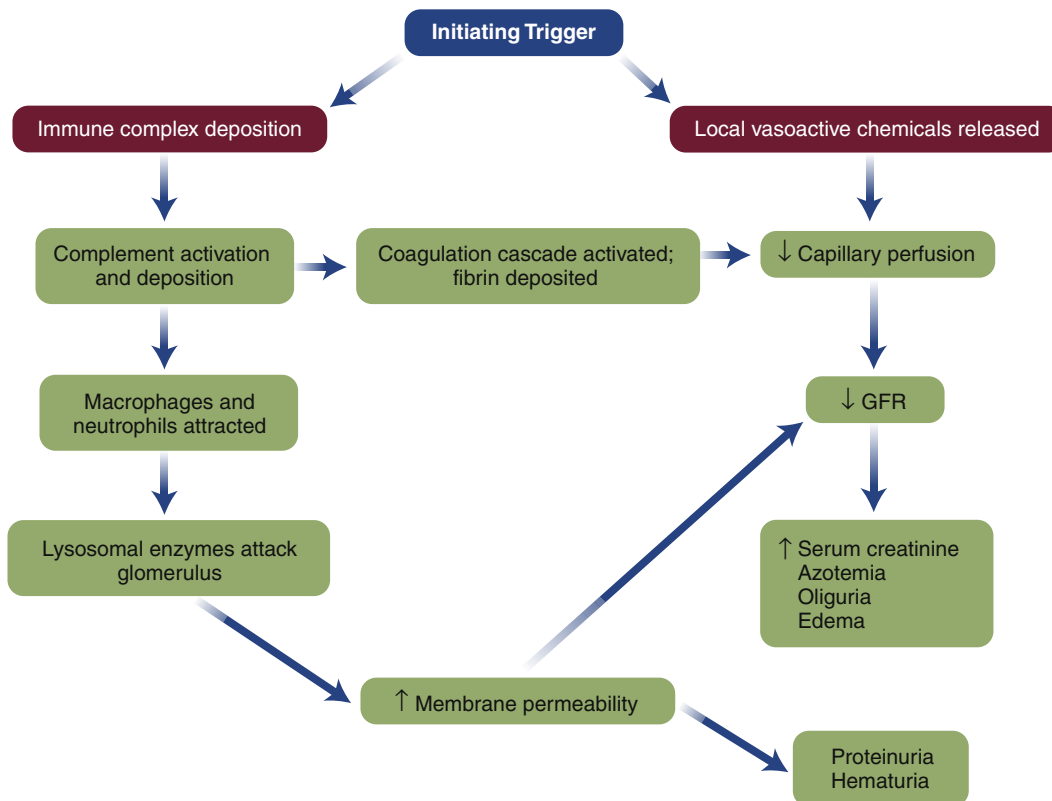 Initiating Trigger
Immune complex deposition
Local vasoactive chemicals released
Complement activation
and deposition
Coagulation cascade activated;
fibrin deposited
↓ Capillary perfusion
Macrophages and
neutrophils attracted
↓ GFR
Lysosomal enzymes attack
glomerulus
↑ Serum creatinine
Azotemia
Oliguria
Edema
↑ Membrane permeability
Proteinuria
Hematuria